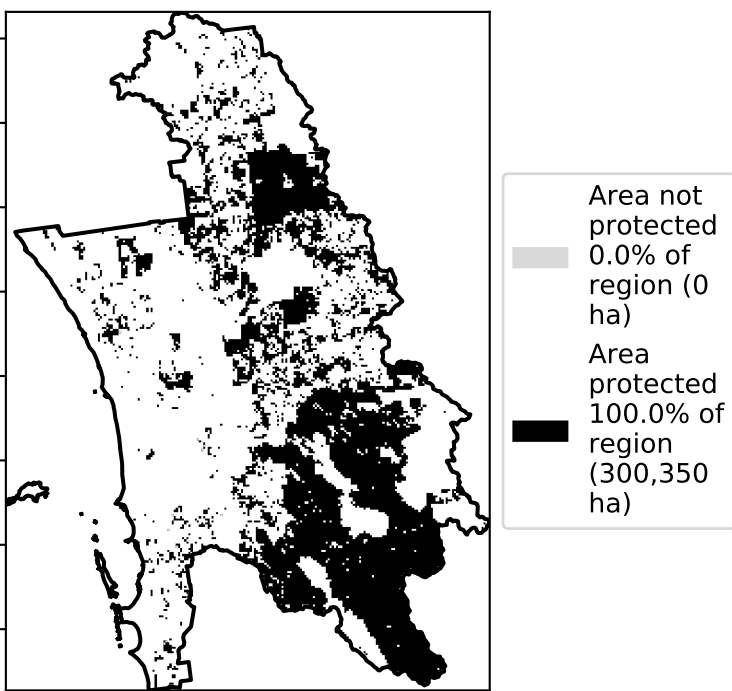 Area not
protected
0.0% of
region (0
ha)
Area
protected
100.0% of
region
(300,350
ha)